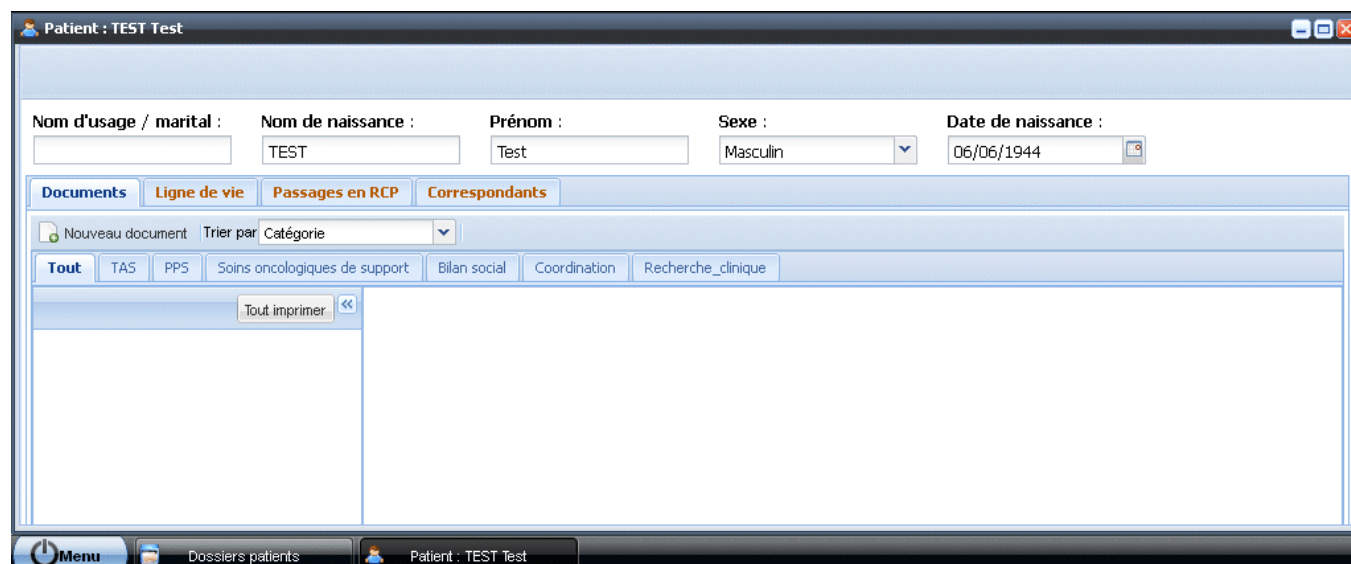 Patient : TEST Test
Nom d'usage / marital : Nom de naissance : Prénom : Sexe : Date de naissance :
TEST Test Masculin 06/06/1944
Documents Ligne de vie Passages en RCP Correspondants
Nouveau document Trier par Catégorie
Tout TAS PPS Soins oncologiques de support Bilan social Coordination Recherche_clinique
Tout imprimer
Menu Dossiers patients Patient : TEST Test